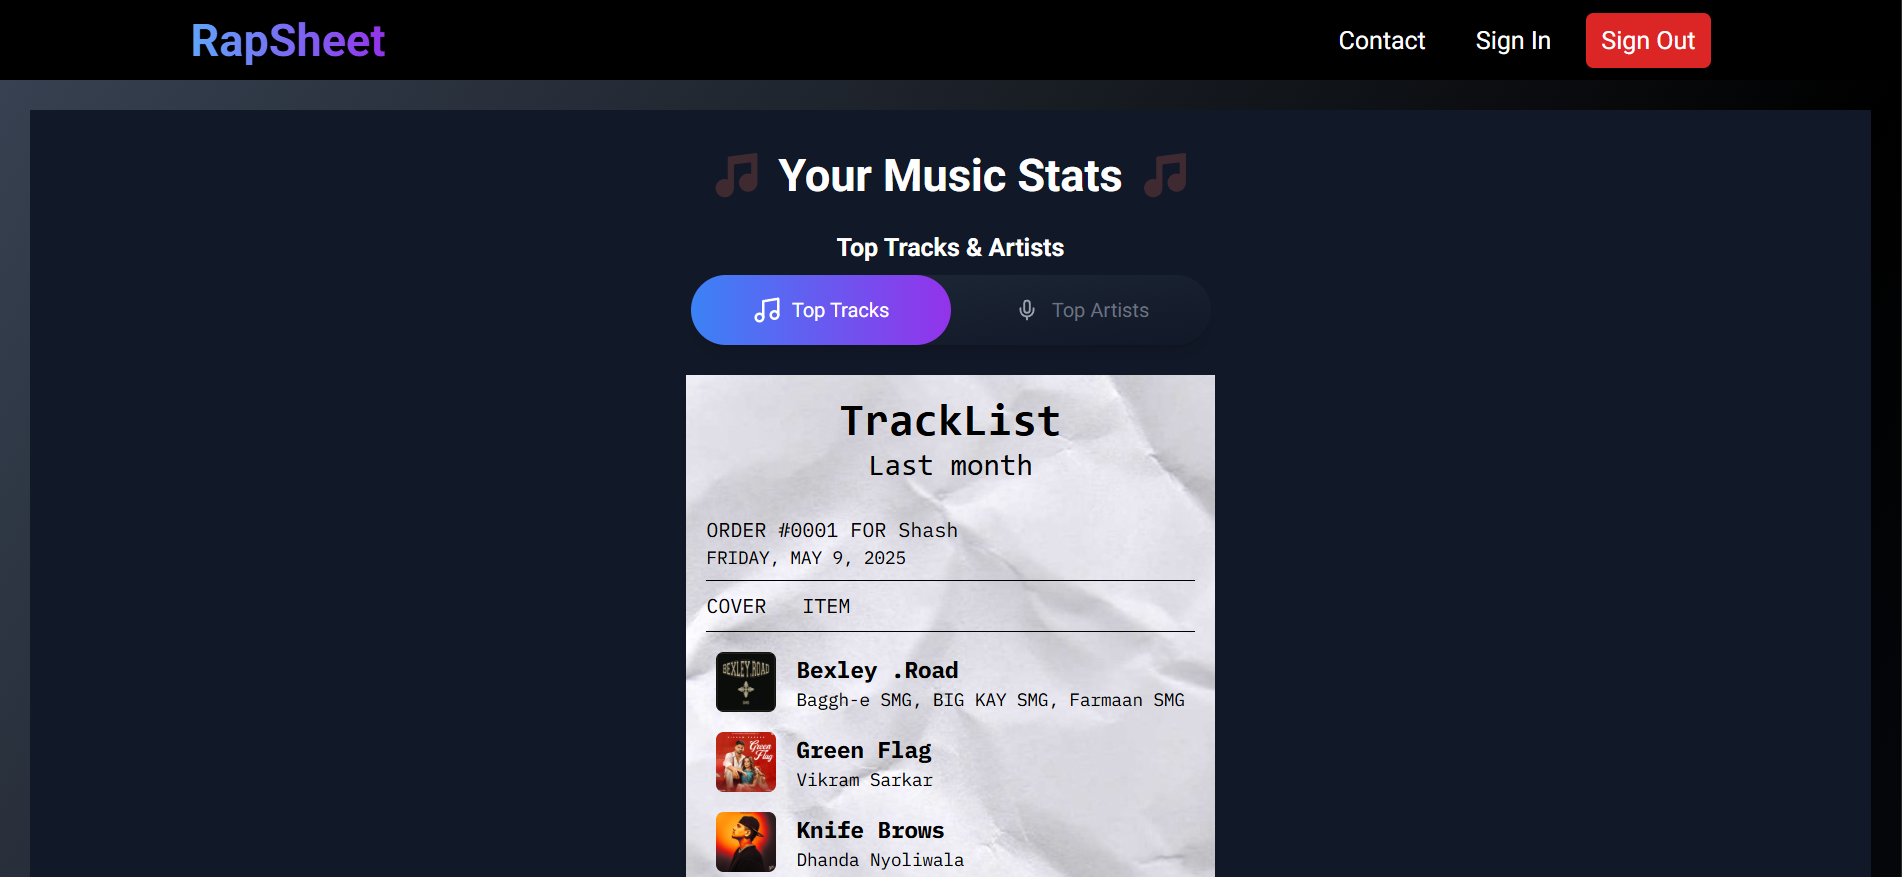 RapSheet
Contact
Sign In
Sign Out
Your Music Stats
Top Tracks & Artists
Top Tracks
Top Artists
TrackList
Last month
ORDER #0001 FOR Shash
FRIDAY, MAY 9, 2025
COVER ITEM
BEXLEY ROAD
Bexley .Road
Baggh-e SMG, BIG KAY SMG, Farmaan SMG
Green Flag
Green Flag
Vikram Sarkar
Knife Brows
Dhanda Nyoliwala